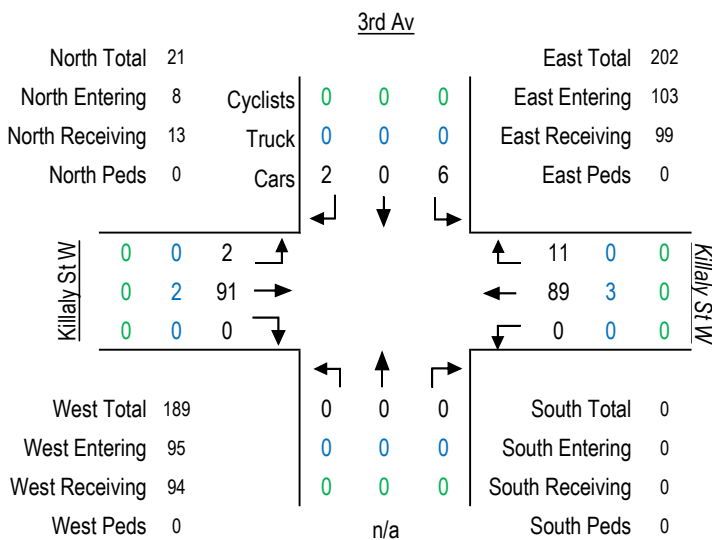 3rd Av
North Total 21
North Entering 8
North Receiving 13
North Peds 0
Cyclists 0 0 0
Truck 0 0 0
Cars 2 0 6
East Total 202
East Entering 103
East Receiving 99
East Peds 0
Killaly St W
0 0 2
0 2 91
0 0 0
11 0 0
89 3 0
0 0 0
Killaly St W
West Total 189
West Entering 95
West Receiving 94
West Peds 0
0 0 0
0 0 0
0 0 0
n/a
South Total 0
South Entering 0
South Receiving 0
South Peds 0